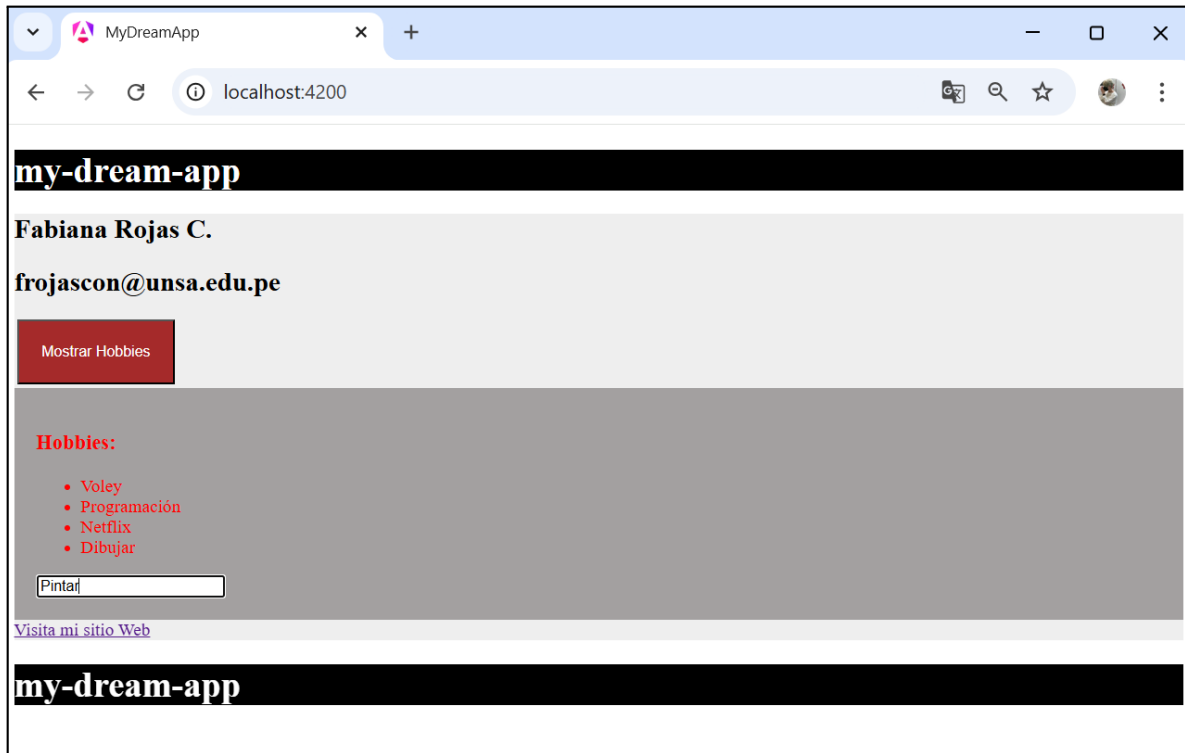 MyDreamApp
localhost:4200
my-dream-app
Fabiana Rojas C.
frojascon@unsa.edu.pe
Mostrar Hobbies
Hobbies:
Voley
Programación
Netflix
Dibujar
Pintar
Visita mi sitio Web
my-dream-app